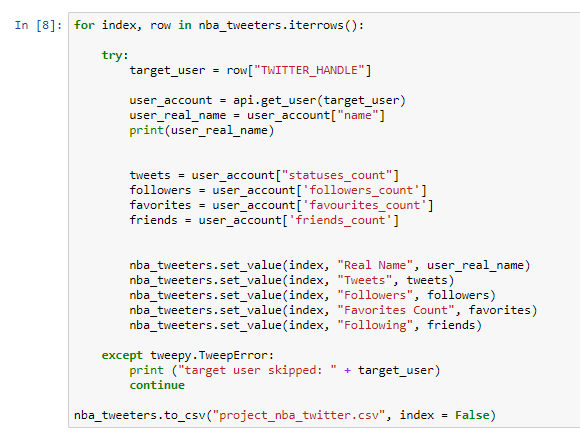 In [8]: for index, row in nba_tweeters.iterrows():
try:
target_user = row["TWITTER_HANDLE"]
user_account = api.get_user(target_user)
user_real_name = user_account["name"]
print(user_real_name)
tweets = user_account["statuses_count"]
followers = user_account['followers_count']
favorites = user_account['favourites_count']
friends = user_account['friends_count']
nba_tweeters.set_value(index, "Real Name", user_real_name)
nba_tweeters.set_value(index, "Tweets", tweets)
nba_tweeters.set_value(index, "Followers", followers)
nba_tweeters.set_value(index, "Favorites Count", favorites)
nba_tweeters.set_value(index, "Following", friends)
except tweepy.TweepError:
print ("target user skipped: " + target_user)
continue
nba_tweeters.to_csv("project_nba_twitter.csv", index = False)